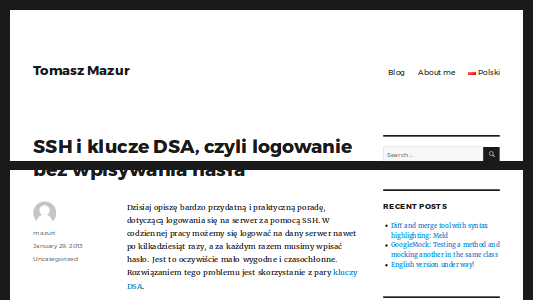 Tomasz Mazur
Blog About me Polski
SSH i klucze DSA, czyli logowanie
bez wpisywania hasła
Search...
mazurt
January 29, 2013
Uncategorized
Dzisiaj opiszę bardzo przydatną i praktyczną poradę,
dotyczącą logowania się na serwer za pomocą SSH. W
codziennej pracy możemy się logować na dany serwer nawet
po kilkadziesiąt razy, a za każdym razem musimy wpisać
hasło. Jest to oczywiście mało wygodne i czasochłonne.
Rozwiązaniem tego problemu jest skorzystanie z pary kluczy
DSA.
RECENT POSTS
Diff and merge tool with syntax
highlighting: Meld
GoogleMock: Testing a method and
mocking another in the same class
English version underway!